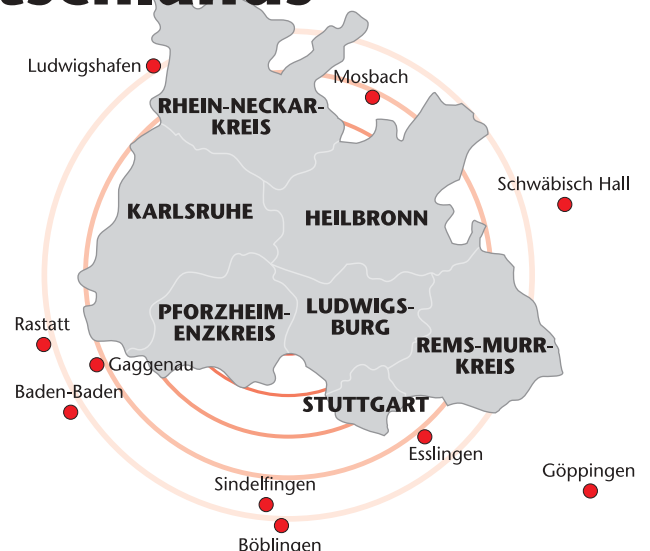 Ludwigshafen
Mosbach
RHEIN-NECKAR-
KREIS
Schwäbisch Hall
KARLSRUHE
HEILBRONN
PFORZHEIM-
ENZKREIS
LUDWIGS-
BURG
Rastatt
REMS-MURR-
KREIS
Gaggenau
Baden-Baden
STUTTGART
Esslingen
Göppingen
Sindelfingen
Böblingen